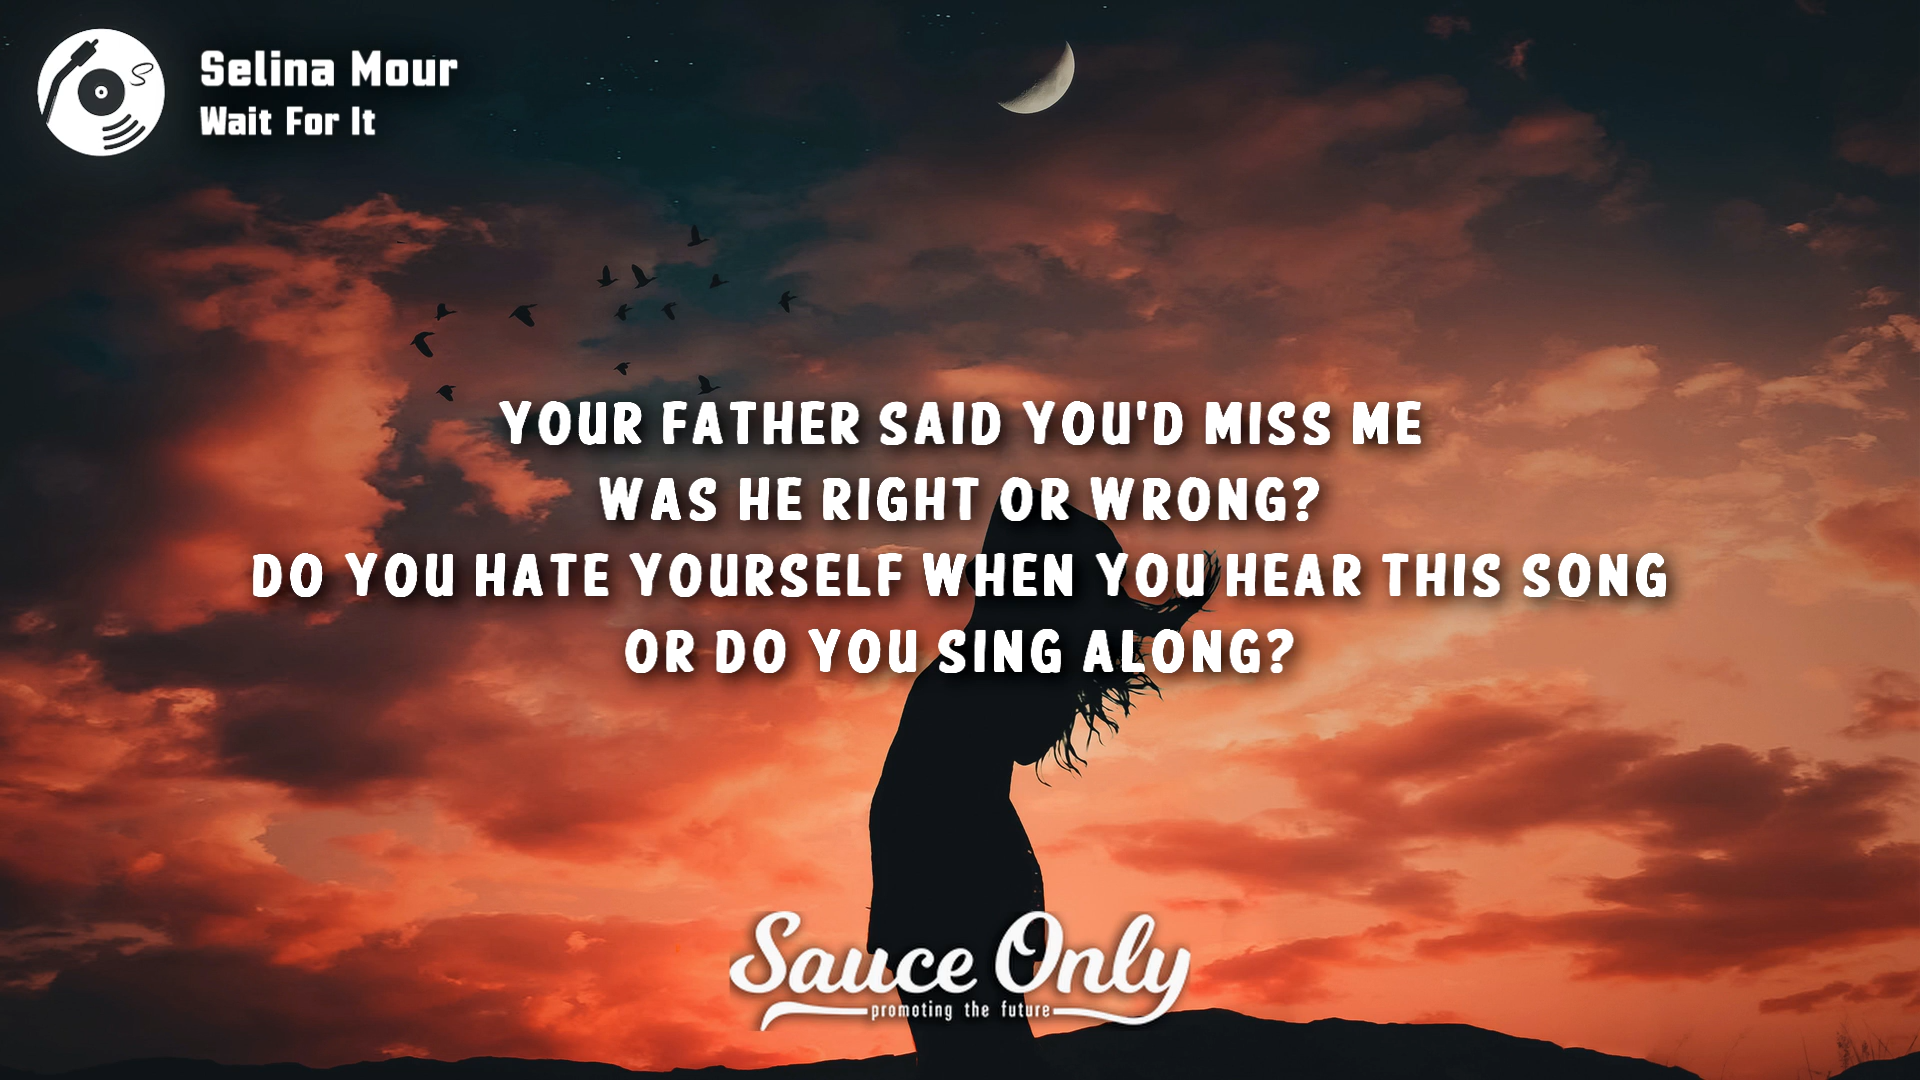 Selina Mour
Wait For It
S
YOUR FATHER SAID YOU'D MISS ME
WAS HE RIGHT OR WRONG?
DO YOU HATE YOURSELF WHEN YOU HEAR THIS SONG
OR DO YOU SING ALONG?
Sauce Only
promoting the future